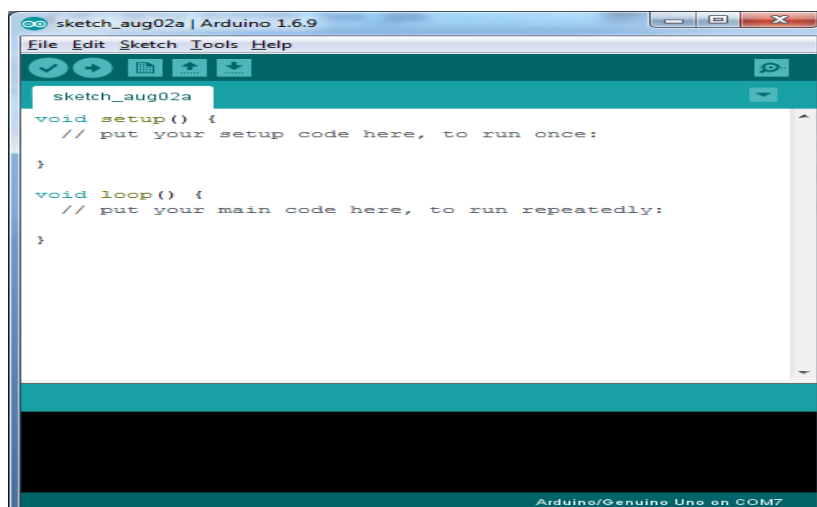 sketch_aug02a | Arduino 1.6.9
File Edit Sketch Tools Help
sketch_aug02a
void setup() {
  // put your setup code here, to run once:
}
void loop() {
  // put your main code here, to run repeatedly:
}
Arduino/Genuino Uno on COM7